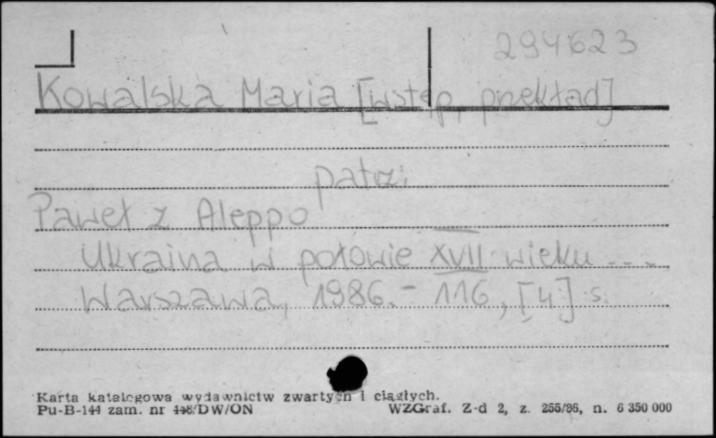 294623
Kowalska Maria [wstęp, przekład]
patrz:
Paweł z Aleppo
Ukraina w połowie XVII wieku ...
Warszawa, 1986. - 116, [4] s.
Karta katalogowa wydawnictw zwartych i ciągłych.
Pu-B-144 zam. nr 448/DW/ON WZGraf. Z-d 2, z. 255/86, n. 6 350 000